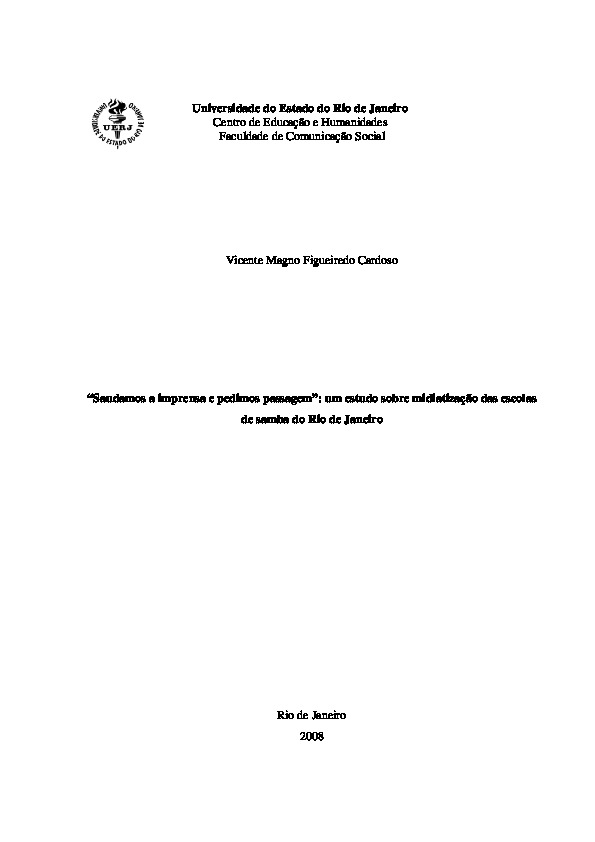 UERJ
UNIVERSIDADE DO ESTADO DO RIO DE JANEIRO
Universidade do Estado do Rio de Janeiro
Centro de Educação e Humanidades
Faculdade de Comunicação Social
Vicente Magno Figueiredo Cardoso
“Saudamos a imprensa e pedimos passagem”: um estudo sobre midiatização das escolas
de samba do Rio de Janeiro
Rio de Janeiro
2008